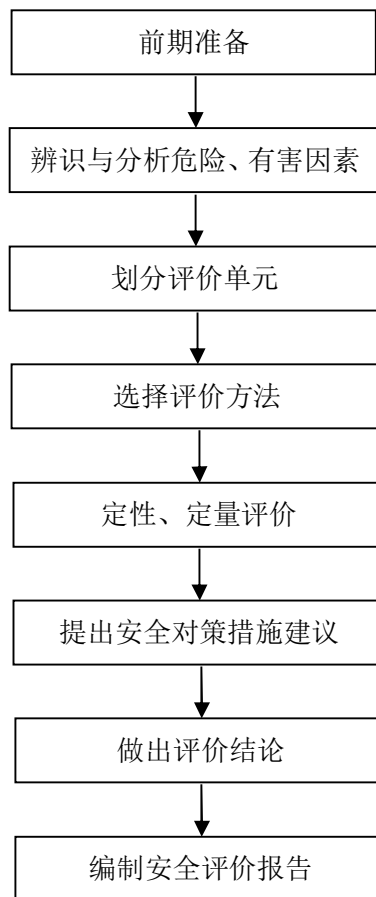 前期准备
辨识与分析危险、有害因素
划分评价单元
选择评价方法
定性、定量评价
提出安全对策措施建议
做出评价结论
编制安全评价报告